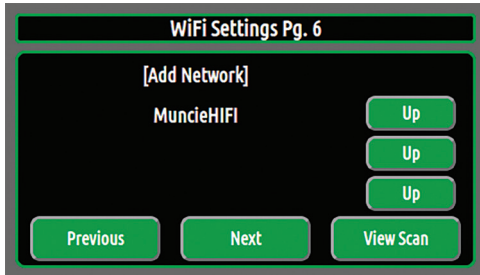 WiFi Settings Pg. 6
[Add Network]
MuncieHIFI Up
Up
Up
Previous Next View Scan